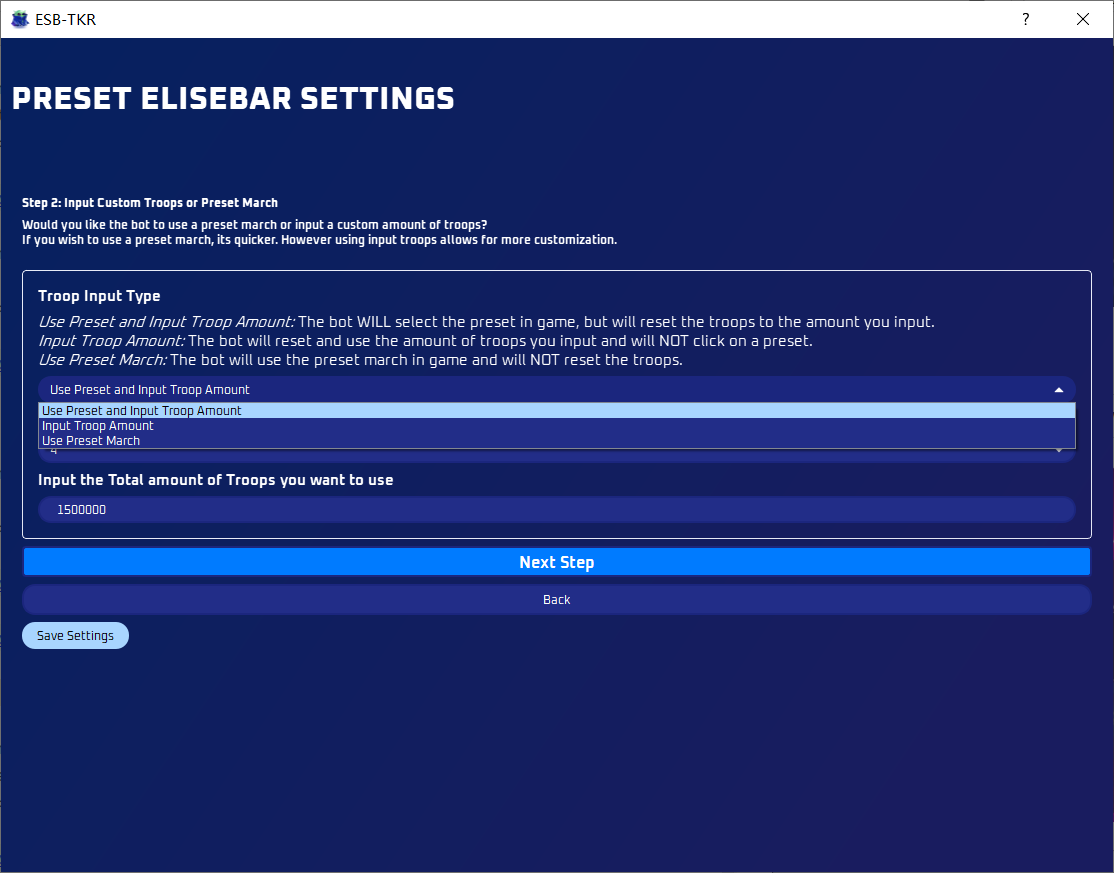 ESB-TKR
?
PRESET ELISEBAR SETTINGS
Step 2: Input Custom Troops or Preset March
Would you like the bot to use a preset march or input a custom amount of troops?
If you wish to use a preset march, its quicker. However using input troops allows for more customization.
Troop Input Type
Use Preset and Input Troop Amount: The bot WILL select the preset in game, but will reset the troops to the amount you input.
Input Troop Amount: The bot will reset and use the amount of troops you input and will NOT click on a preset.
Use Preset March: The bot will use the preset march in game and will NOT reset the troops.
Use Preset and Input Troop Amount
Use Preset and Input Troop Amount
Input Troop Amount
Use Preset March
4
Input the Total amount of Troops you want to use
1500000
Next Step
Back
Save Settings